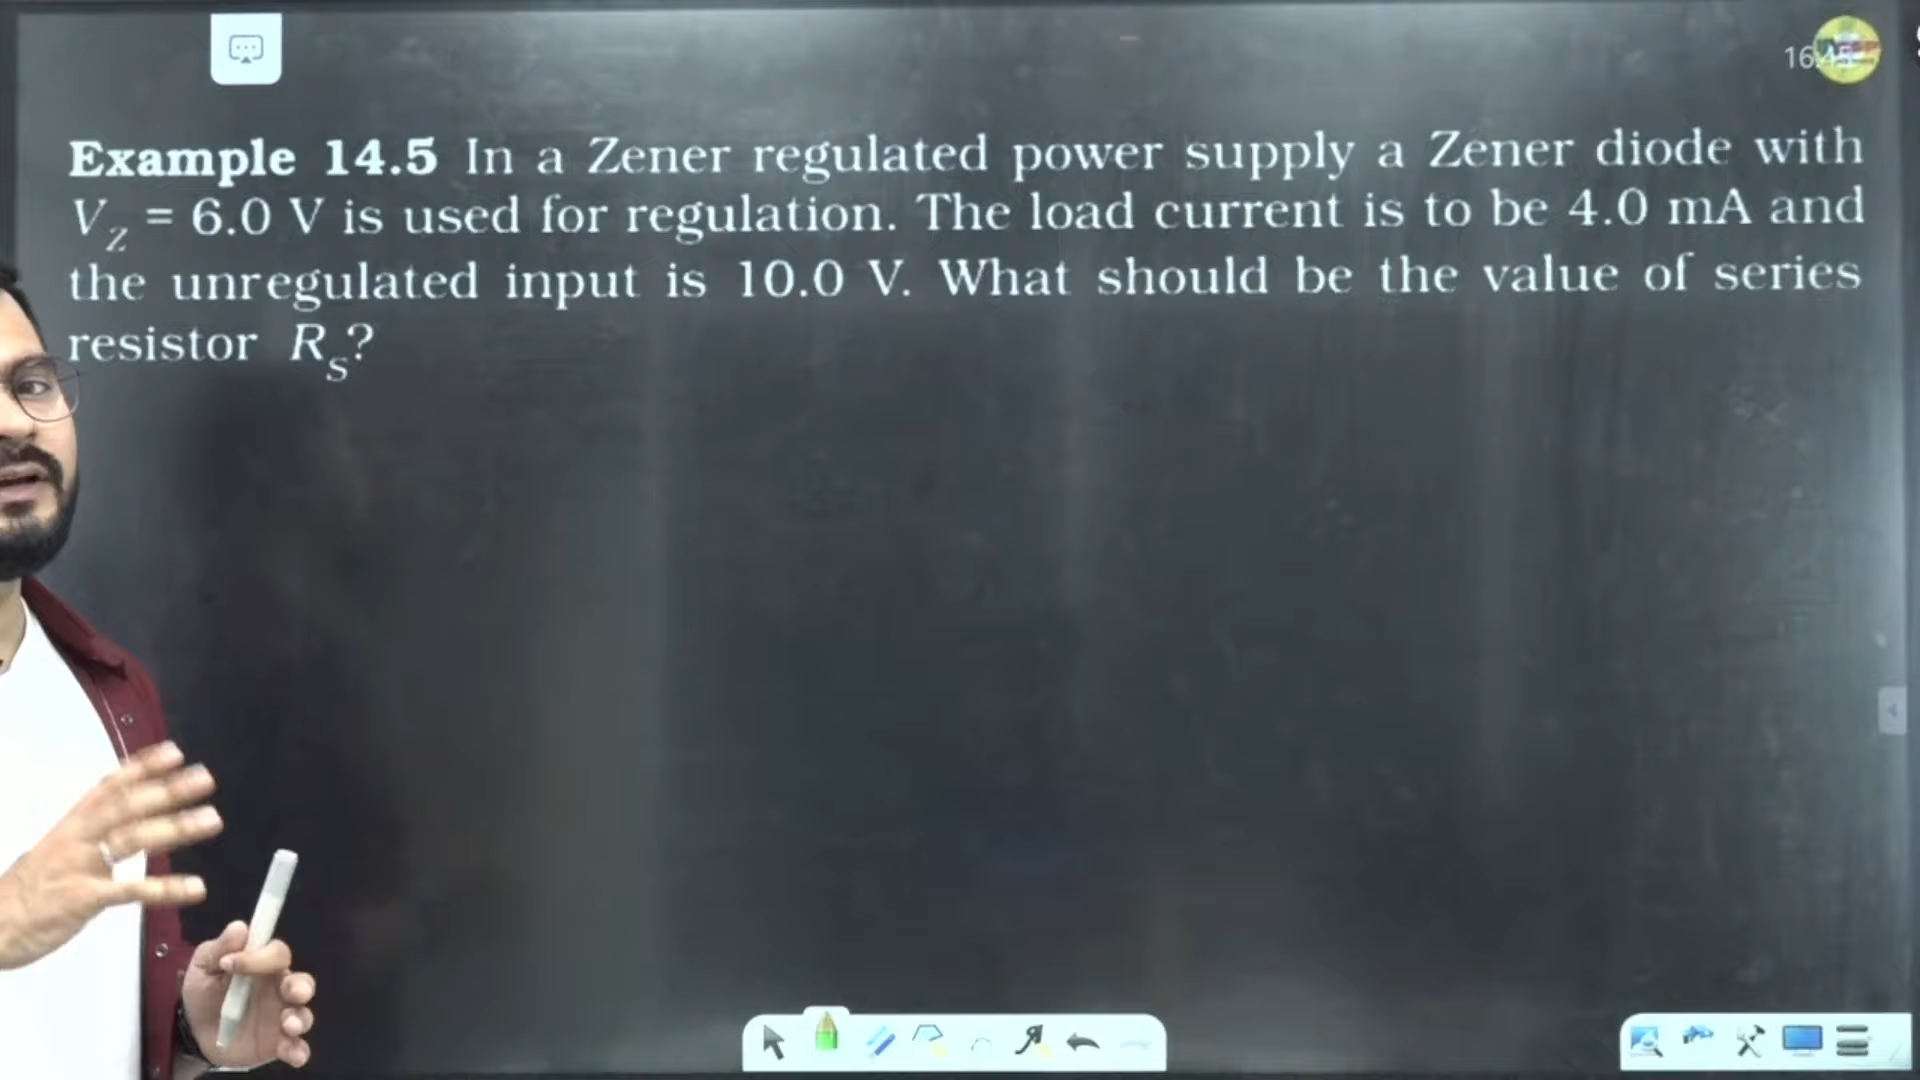 Example 14.5 In a Zener regulated power supply a Zener diode with
V_Z = 6.0 V is used for regulation. The load current is to be 4.0 mA and
the unregulated input is 10.0 V. What should be the value of series
resistor R_S?